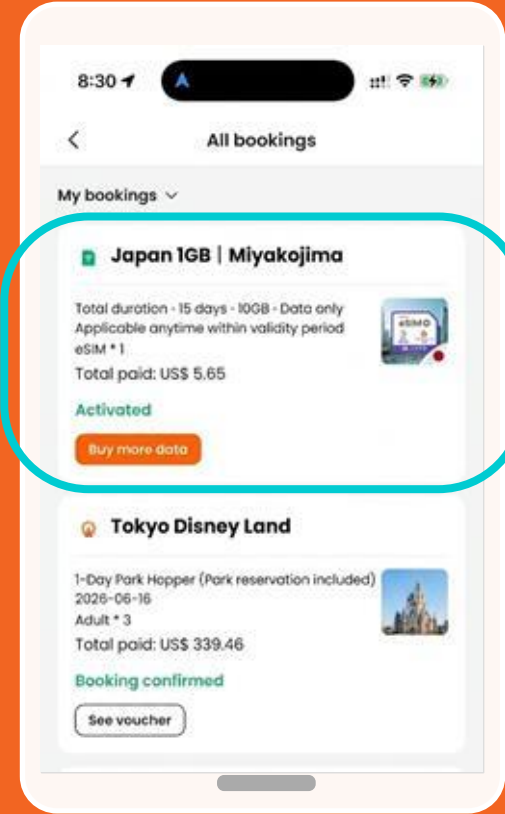 8:30
All bookings
My bookings
Japan 1GB | Miyakojima
Total duration - 15 days - 10GB - Data only
Applicable anytime within validity period
eSIM * 1
Total paid: US$ 5.65
eSIM
Activated
Buy more data
Tokyo Disney Land
1-Day Park Hopper (Park reservation included)
2026-06-16
Adult * 3
Total paid: US$ 339.46
Booking confirmed
See voucher